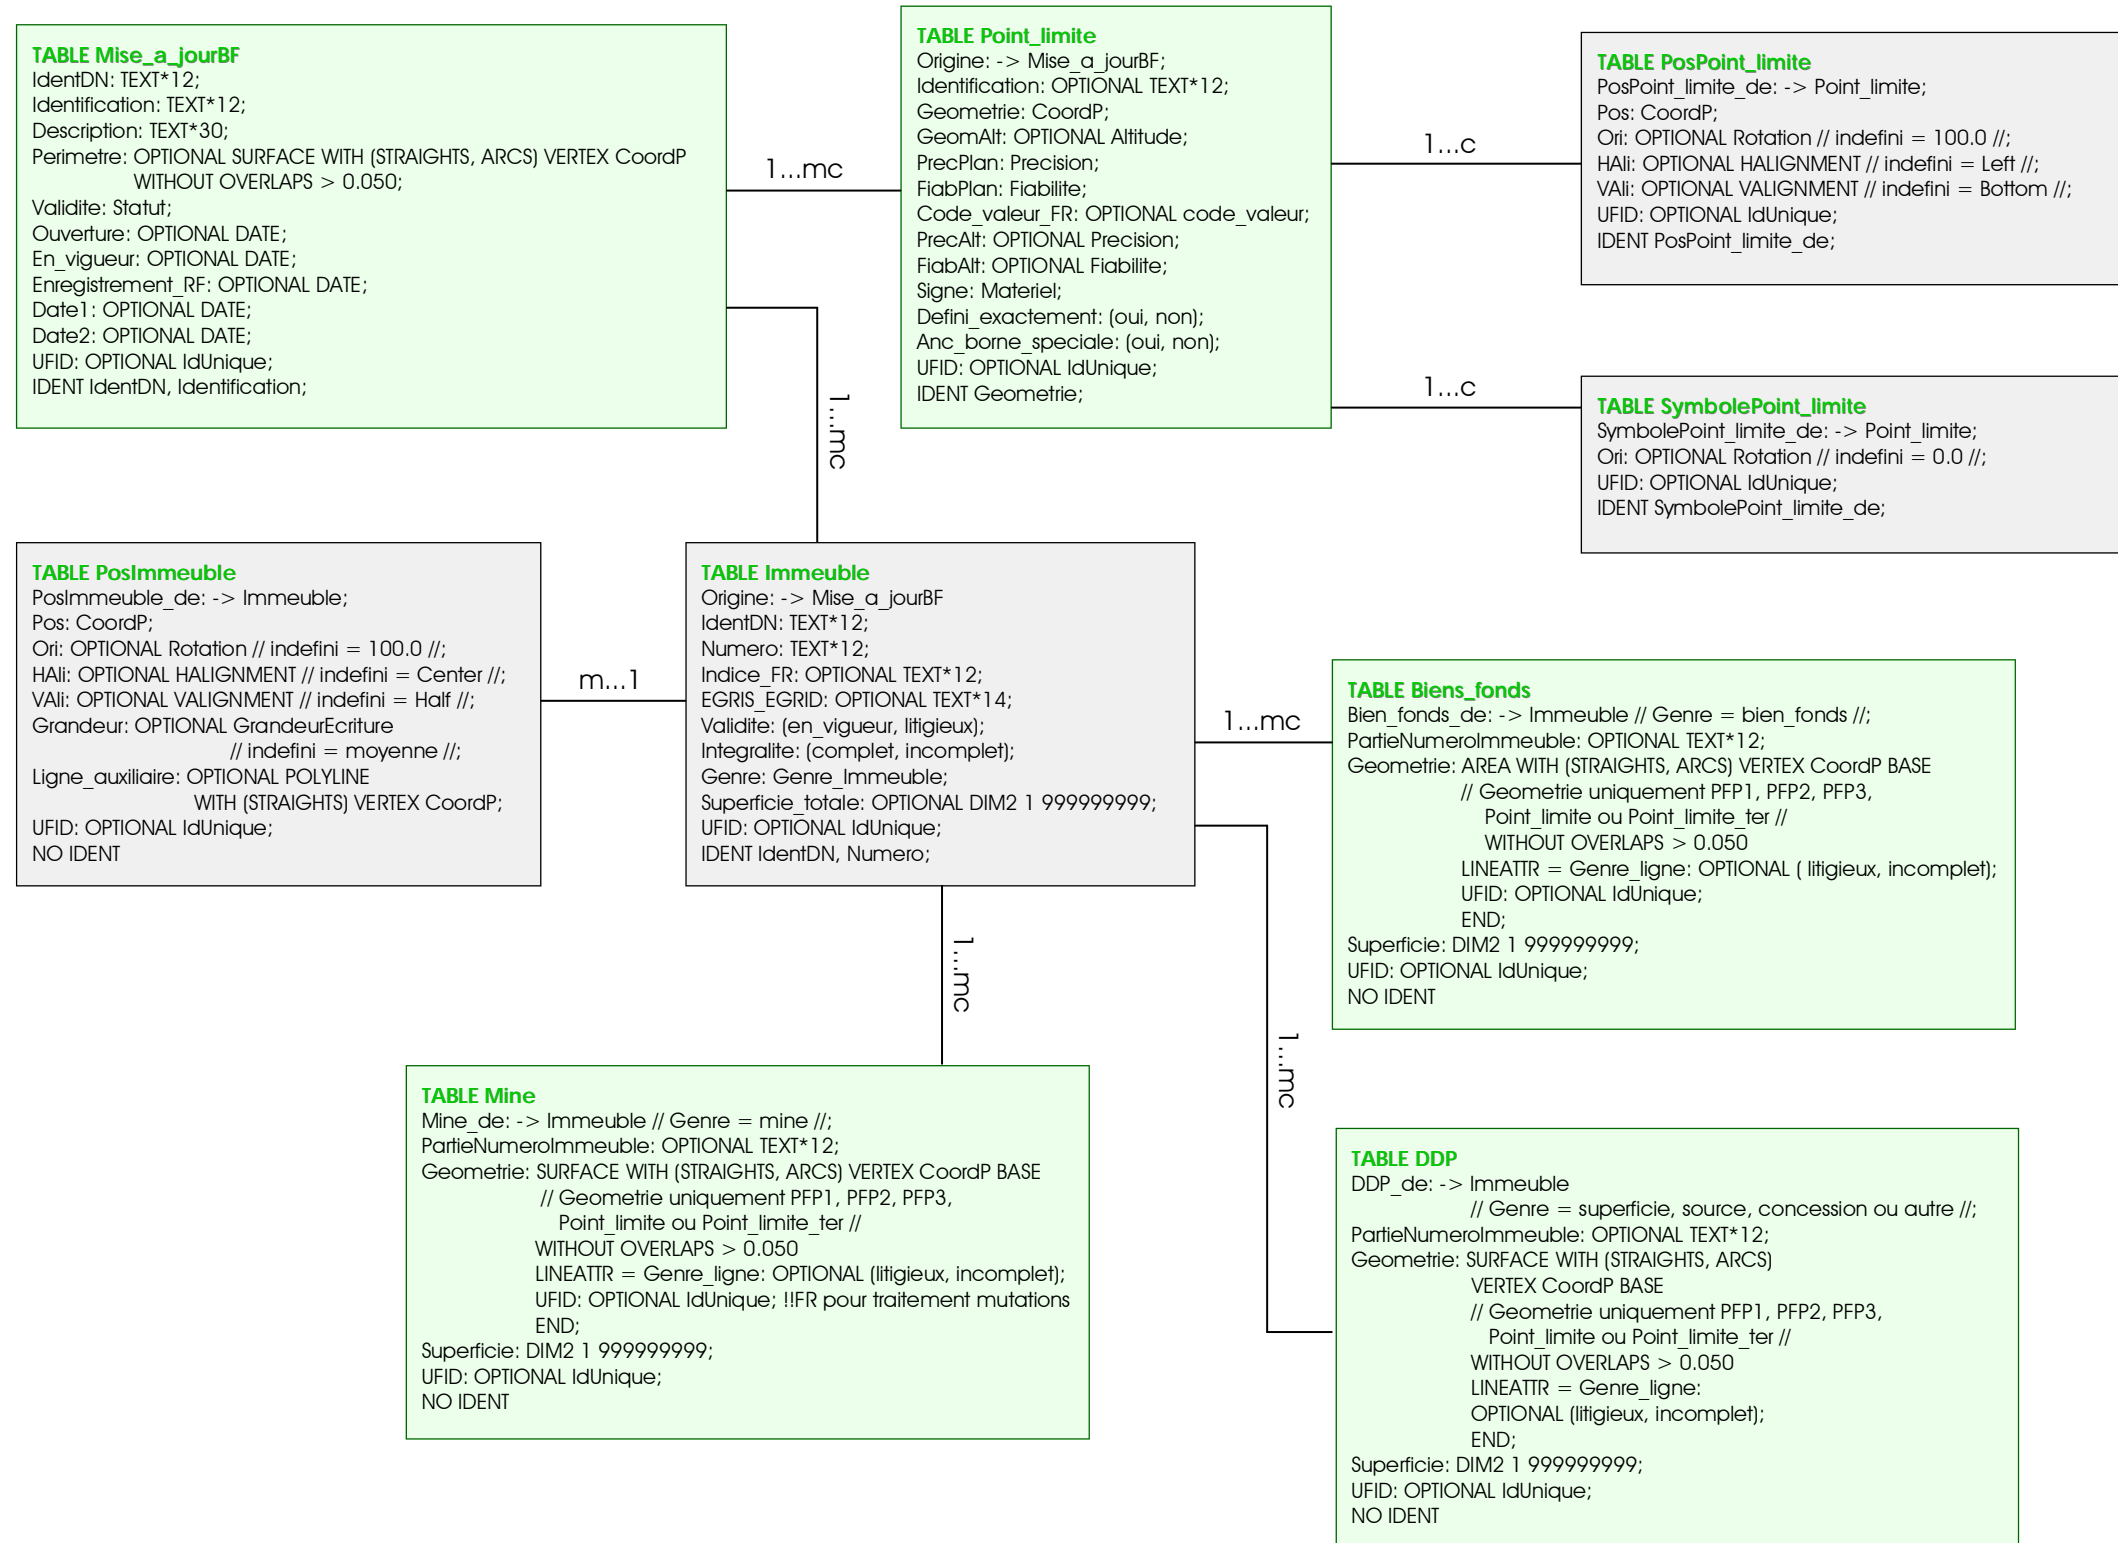 TABLE Mise_a_jourBF
IdentDN: TEXT*12;
Identification: TEXT*12;
Description: TEXT*30;
Perimetre: OPTIONAL SURFACE WITH (STRAIGHTS, ARCS) VERTEX CoordP
WITHOUT OVERLAPS > 0.050;
Validite: Statut;
Ouverture: OPTIONAL DATE;
En_vigueur: OPTIONAL DATE;
Enregistrement_RF: OPTIONAL DATE;
Date1: OPTIONAL DATE;
Date2: OPTIONAL DATE;
UFID: OPTIONAL IdUnique;
IDENT IdentDN, Identification;
1...mc
TABLE Point_limite
Origine: -> Mise_a_jourBF;
Identification: OPTIONAL TEXT*12;
Geometrie: CoordP;
GeomAlt: OPTIONAL Altitude;
PrecPlan: Precision;
FiabPlan: Fiabilite;
Code_valeur_FR: OPTIONAL code_valeur;
PrecAlt: OPTIONAL Precision;
FiabAlt: OPTIONAL Fiabilite;
Signe: Materiel;
Defini_exactement: (oui, non);
Anc_borne_speciale: (oui, non);
UFID: OPTIONAL IdUnique;
IDENT Geometrie;
1...c
TABLE PosPoint_limite
PosPoint_limite_de: -> Point_limite;
Pos: CoordP;
Ori: OPTIONAL Rotation // indefini = 100.0 //;
HAli: OPTIONAL HALIGNMENT // indefini = Left //;
VAli: OPTIONAL VALIGNMENT // indefini = Bottom //;
UFID: OPTIONAL IdUnique;
IDENT PosPoint_limite_de;
1...c
TABLE SymbolePoint_limite
SymbolePoint_limite_de: -> Point_limite;
Ori: OPTIONAL Rotation // indefini = 0.0 //;
UFID: OPTIONAL IdUnique;
IDENT SymbolePoint_limite_de;
1...mc
TABLE PosImmeuble
PosImmeuble_de: -> Immeuble;
Pos: CoordP;
Ori: OPTIONAL Rotation // indefini = 100.0 //;
HAli: OPTIONAL HALIGNMENT // indefini = Center //;
VAli: OPTIONAL VALIGNMENT // indefini = Half //;
Grandeur: OPTIONAL GrandeurEcriture
// indefini = moyenne //;
Ligne_auxiliaire: OPTIONAL POLYLINE
WITH (STRAIGHTS) VERTEX CoordP;
UFID: OPTIONAL IdUnique;
NO IDENT
m...1
TABLE Immeuble
Origine: -> Mise_a_jourBF
IdentDN: TEXT*12;
Numero: TEXT*12;
Indice_FR: OPTIONAL TEXT*12;
EGRIS_EGRID: OPTIONAL TEXT*14;
Validite: (en_vigueur, litigieux);
Integralite: (complet, incomplet);
Genre: Genre_Immeuble;
Superficie_totale: OPTIONAL DIM2 1 999999999;
UFID: OPTIONAL IdUnique;
IDENT IdentDN, Numero;
1...mc
TABLE Biens_fonds
Bien_fonds_de: -> Immeuble // Genre = bien_fonds //;
PartieNumeroImmeuble: OPTIONAL TEXT*12;
Geometrie: AREA WITH (STRAIGHTS, ARCS) VERTEX CoordP BASE
// Geometrie uniquement PFP1, PFP2, PFP3,
Point_limite ou Point_limite_ter //
WITHOUT OVERLAPS > 0.050
LINEATTR = Genre_ligne: OPTIONAL ( litigieux, incomplet);
UFID: OPTIONAL IdUnique;
END;
Superficie: DIM2 1 999999999;
UFID: OPTIONAL IdUnique;
NO IDENT
1...mc
1...mc
TABLE Mine
Mine_de: -> Immeuble // Genre = mine //;
PartieNumeroImmeuble: OPTIONAL TEXT*12;
Geometrie: SURFACE WITH (STRAIGHTS, ARCS) VERTEX CoordP BASE
// Geometrie uniquement PFP1, PFP2, PFP3,
Point_limite ou Point_limite_ter //
WITHOUT OVERLAPS > 0.050
LINEATTR = Genre_ligne: OPTIONAL (litigieux, incomplet);
UFID: OPTIONAL IdUnique; !!FR pour traitement mutations
END;
Superficie: DIM2 1 999999999;
UFID: OPTIONAL IdUnique;
NO IDENT
TABLE DDP
DDP_de: -> Immeuble
// Genre = superficie, source, concession ou autre //;
PartieNumeroImmeuble: OPTIONAL TEXT*12;
Geometrie: SURFACE WITH (STRAIGHTS, ARCS)
VERTEX CoordP BASE
// Geometrie uniquement PFP1, PFP2, PFP3,
Point_limite ou Point_limite_ter //
WITHOUT OVERLAPS > 0.050
LINEATTR = Genre_ligne:
OPTIONAL (litigieux, incomplet);
END;
Superficie: DIM2 1 999999999;
UFID: OPTIONAL IdUnique;
NO IDENT